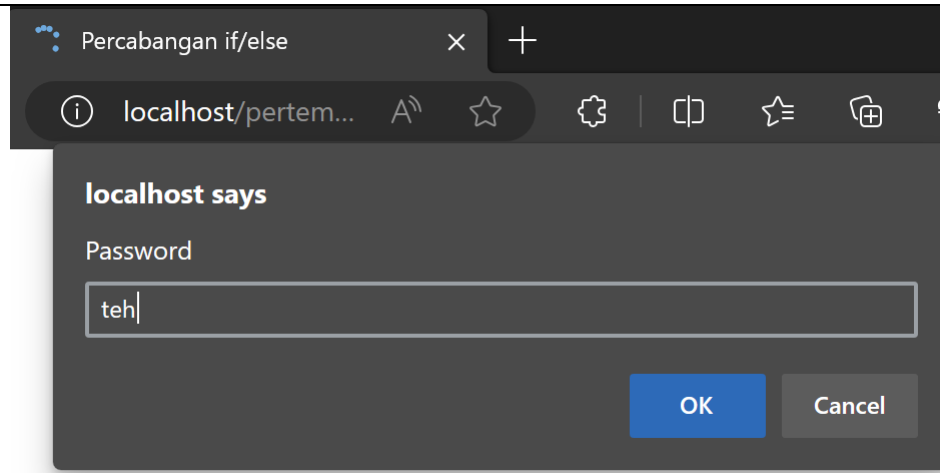 Percabangan if/else
localhost/pertem...
localhost says
Password
teh
OK
Cancel